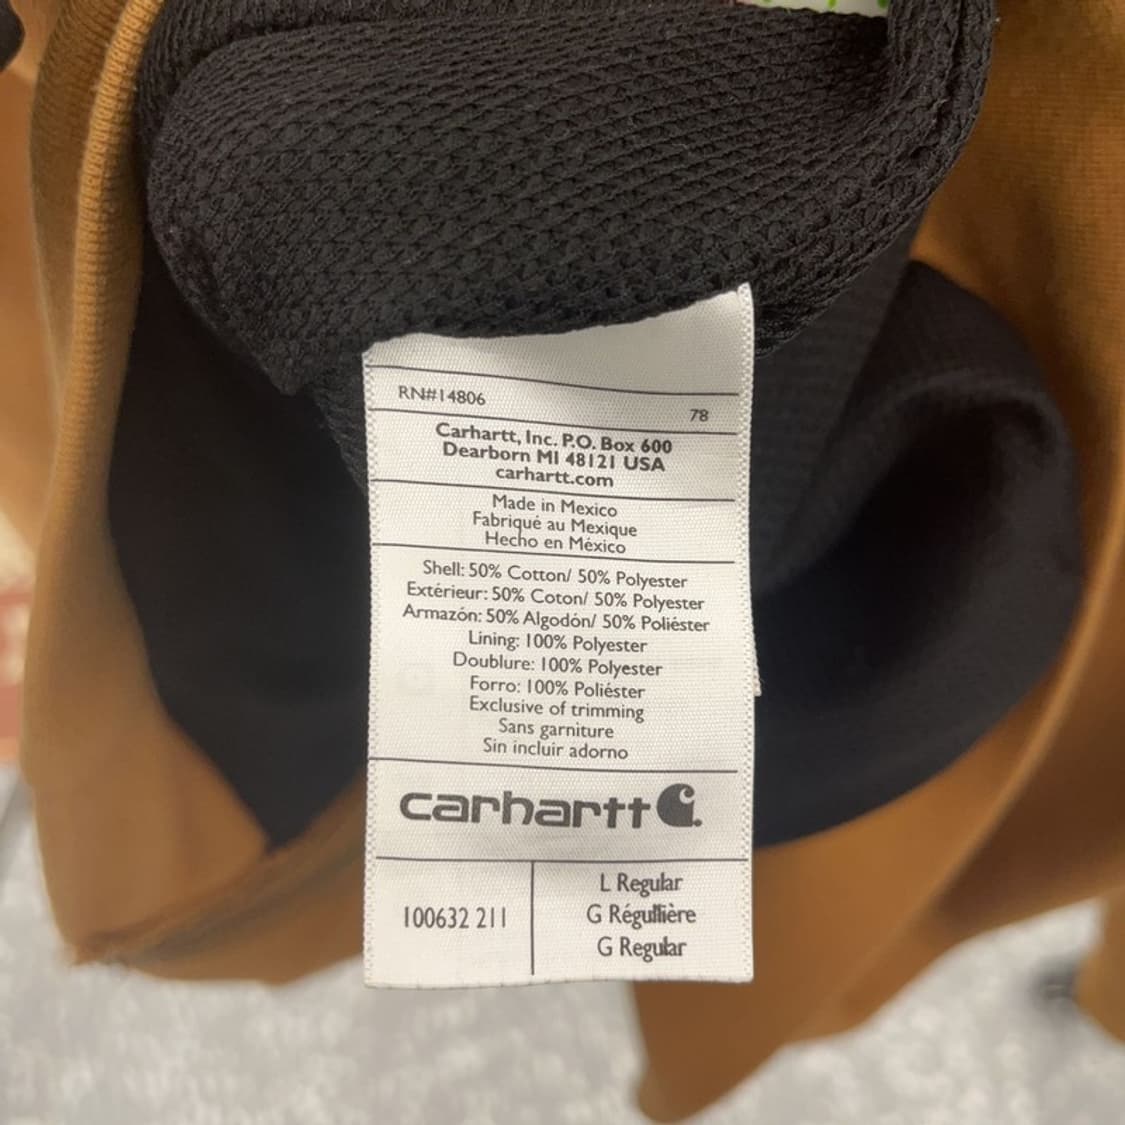 RN#14806
78
Carhartt, Inc. P.O. Box 600
Dearborn MI 48121 USA
carhartt.com
Made in Mexico
Fabriqué au Mexique
Hecho en México
Shell: 50% Cotton/ 50% Polyester
Extérieur: 50% Coton/ 50% Polyester
Armazón: 50% Algodón/ 50% Poliéster
Lining: 100% Polyester
Doublure: 100% Polyester
Forro: 100% Poliéster
Exclusive of trimming
Sans garniture
Sin incluir adorno
carhartt
100632 211
L Regular
G Régullière
G Regular